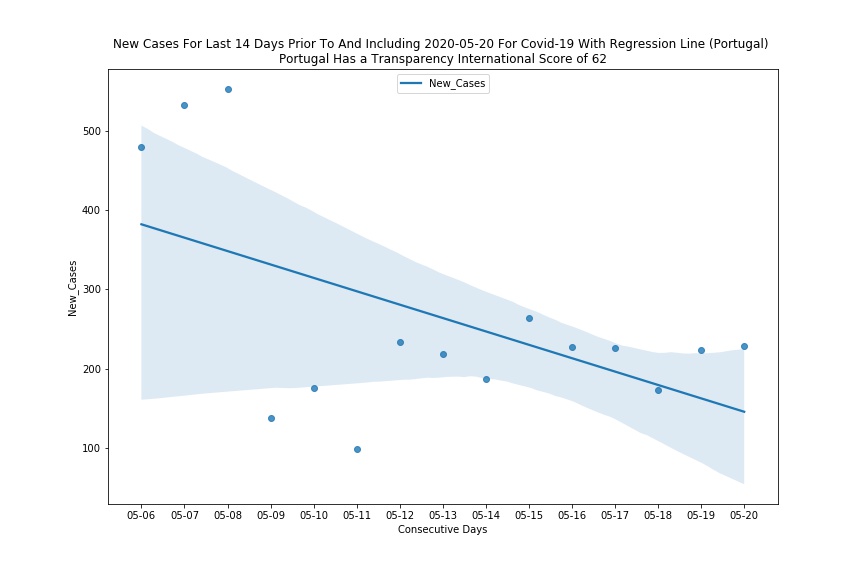 New Cases For Last 14 Days Prior To And Including 2020-05-20 For Covid-19 With Regression Line (Portugal)
Portugal Has a Transparency International Score of 62
New_Cases
500
400
300
200
100
New_Cases
05-06 05-07 05-08 05-09 05-10 05-11 05-12 05-13 05-14 05-15 05-16 05-17 05-18 05-19 05-20
Consecutive Days